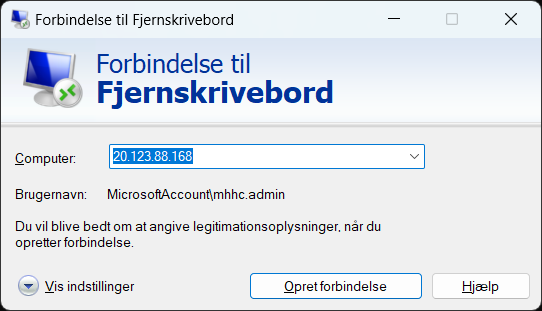 Forbindelse til Fjernskrivebord
Forbindelse til
Fjernskrivebord
Computer: 20.123.88.168
Brugernavn: MicrosoftAccount\mhhc.admin
Du vil blive bedt om at angive legitimationsoplysninger, når du
opretter forbindelse.
Vis indstillinger Opret forbindelse Hjælp